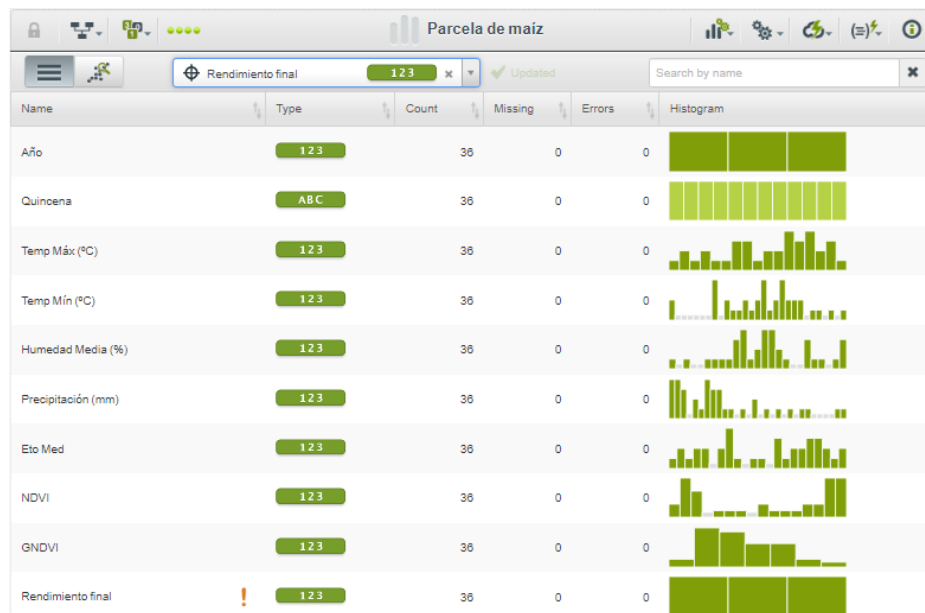 Parcela de maíz
Rendimiento final 123 × Updated Search by name
Name Type Count Missing Errors Histogram
Año 123 36 0 0
Quincena ABC 36 0 0
Temp Máx (ºC) 123 36 0 0
Temp Mín (ºC) 123 36 0 0
Humedad Media (%) 123 36 0 0
Precipitación (mm) 123 36 0 0
Eto Med 123 36 0 0
NDVI 123 36 0 0
GNDVI 123 36 0 0
Rendimiento final ! 123 36 0 0